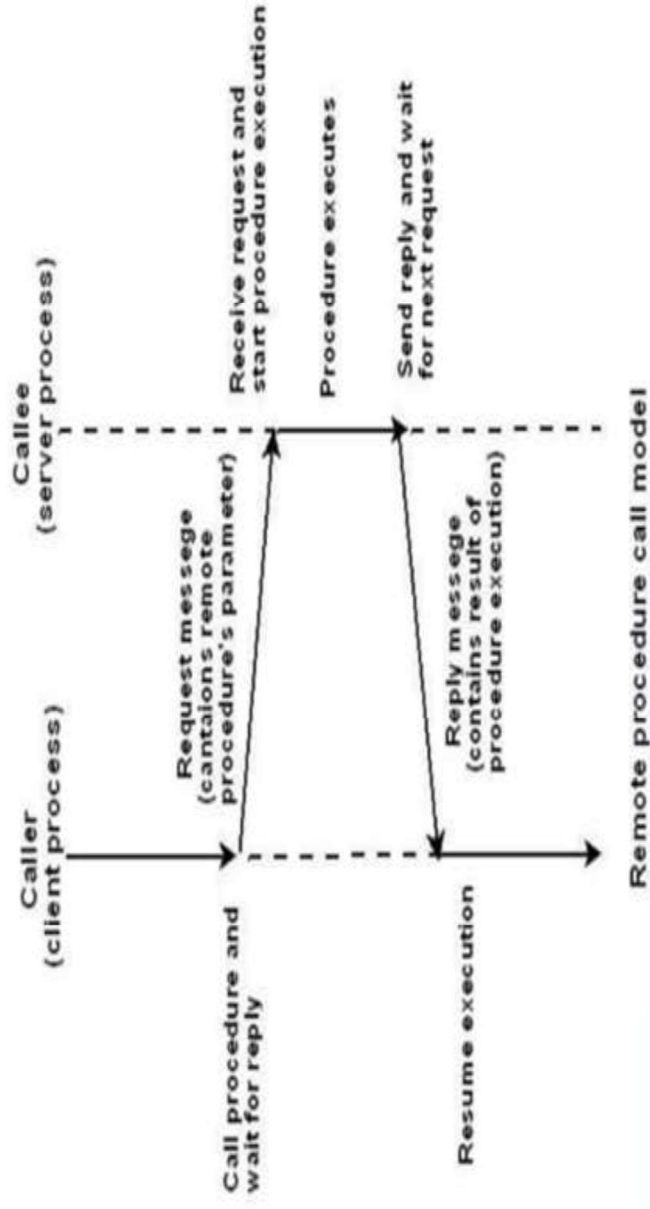 Caller
(client process)
Callee
(server process)
Call procedure and
wait for reply
Request messege
(cantaions remote
procedure's parameter)
Receive request and
start procedure execution
Procedure executes
Send reply and wait
for next request
Reply messege
(contains result of
procedure execution)
Resume execution
Remote procedure call model